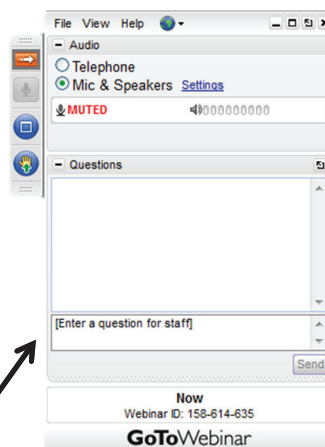 File View Help
Audio
Telephone
Mic & Speakers Settings
MUTED 000000000
Questions
[Enter a question for staff]
Send
Now
Webinar ID: 158-614-635
GoToWebinar